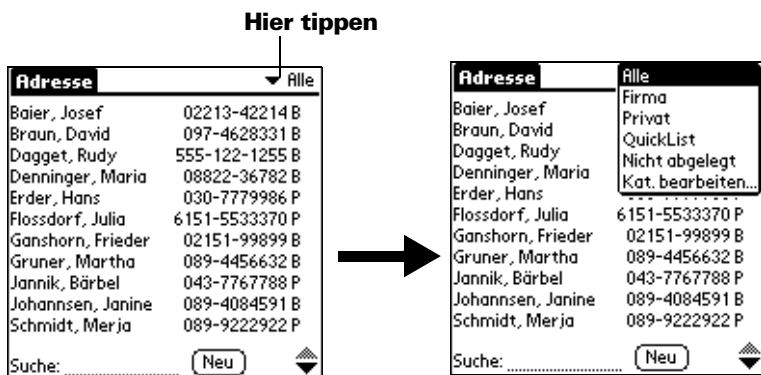 Hier tippen
Adresse Alle
Baier, Josef 02213-42214 B
Braun, David 097-4628331 B
Dagget, Rudy 555-122-1255 B
Denninger, Maria 08822-36782 B
Erder, Hans 030-7779986 P
Flossdorf, Julia 6151-5533370 P
Ganshorn, Frieder 02151-99899 B
Gruner, Martha 089-4456632 B
Jannik, Bärbel 043-7767788 P
Johannsen, Janine 089-4084591 B
Schmidt, Merja 089-9222922 P
Suche: Neu
Adresse
Alle
Firma
Privat
QuickList
Nicht abgelegt
Kat. bearbeiten...
Baier, Josef
Braun, David
Dagget, Rudy
Denninger, Maria
Erder, Hans
Flossdorf, Julia 6151-5533370 P
Ganshorn, Frieder 02151-99899 B
Gruner, Martha 089-4456632 B
Jannik, Bärbel 043-7767788 P
Johannsen, Janine 089-4084591 B
Schmidt, Merja 089-9222922 P
Suche: Neu